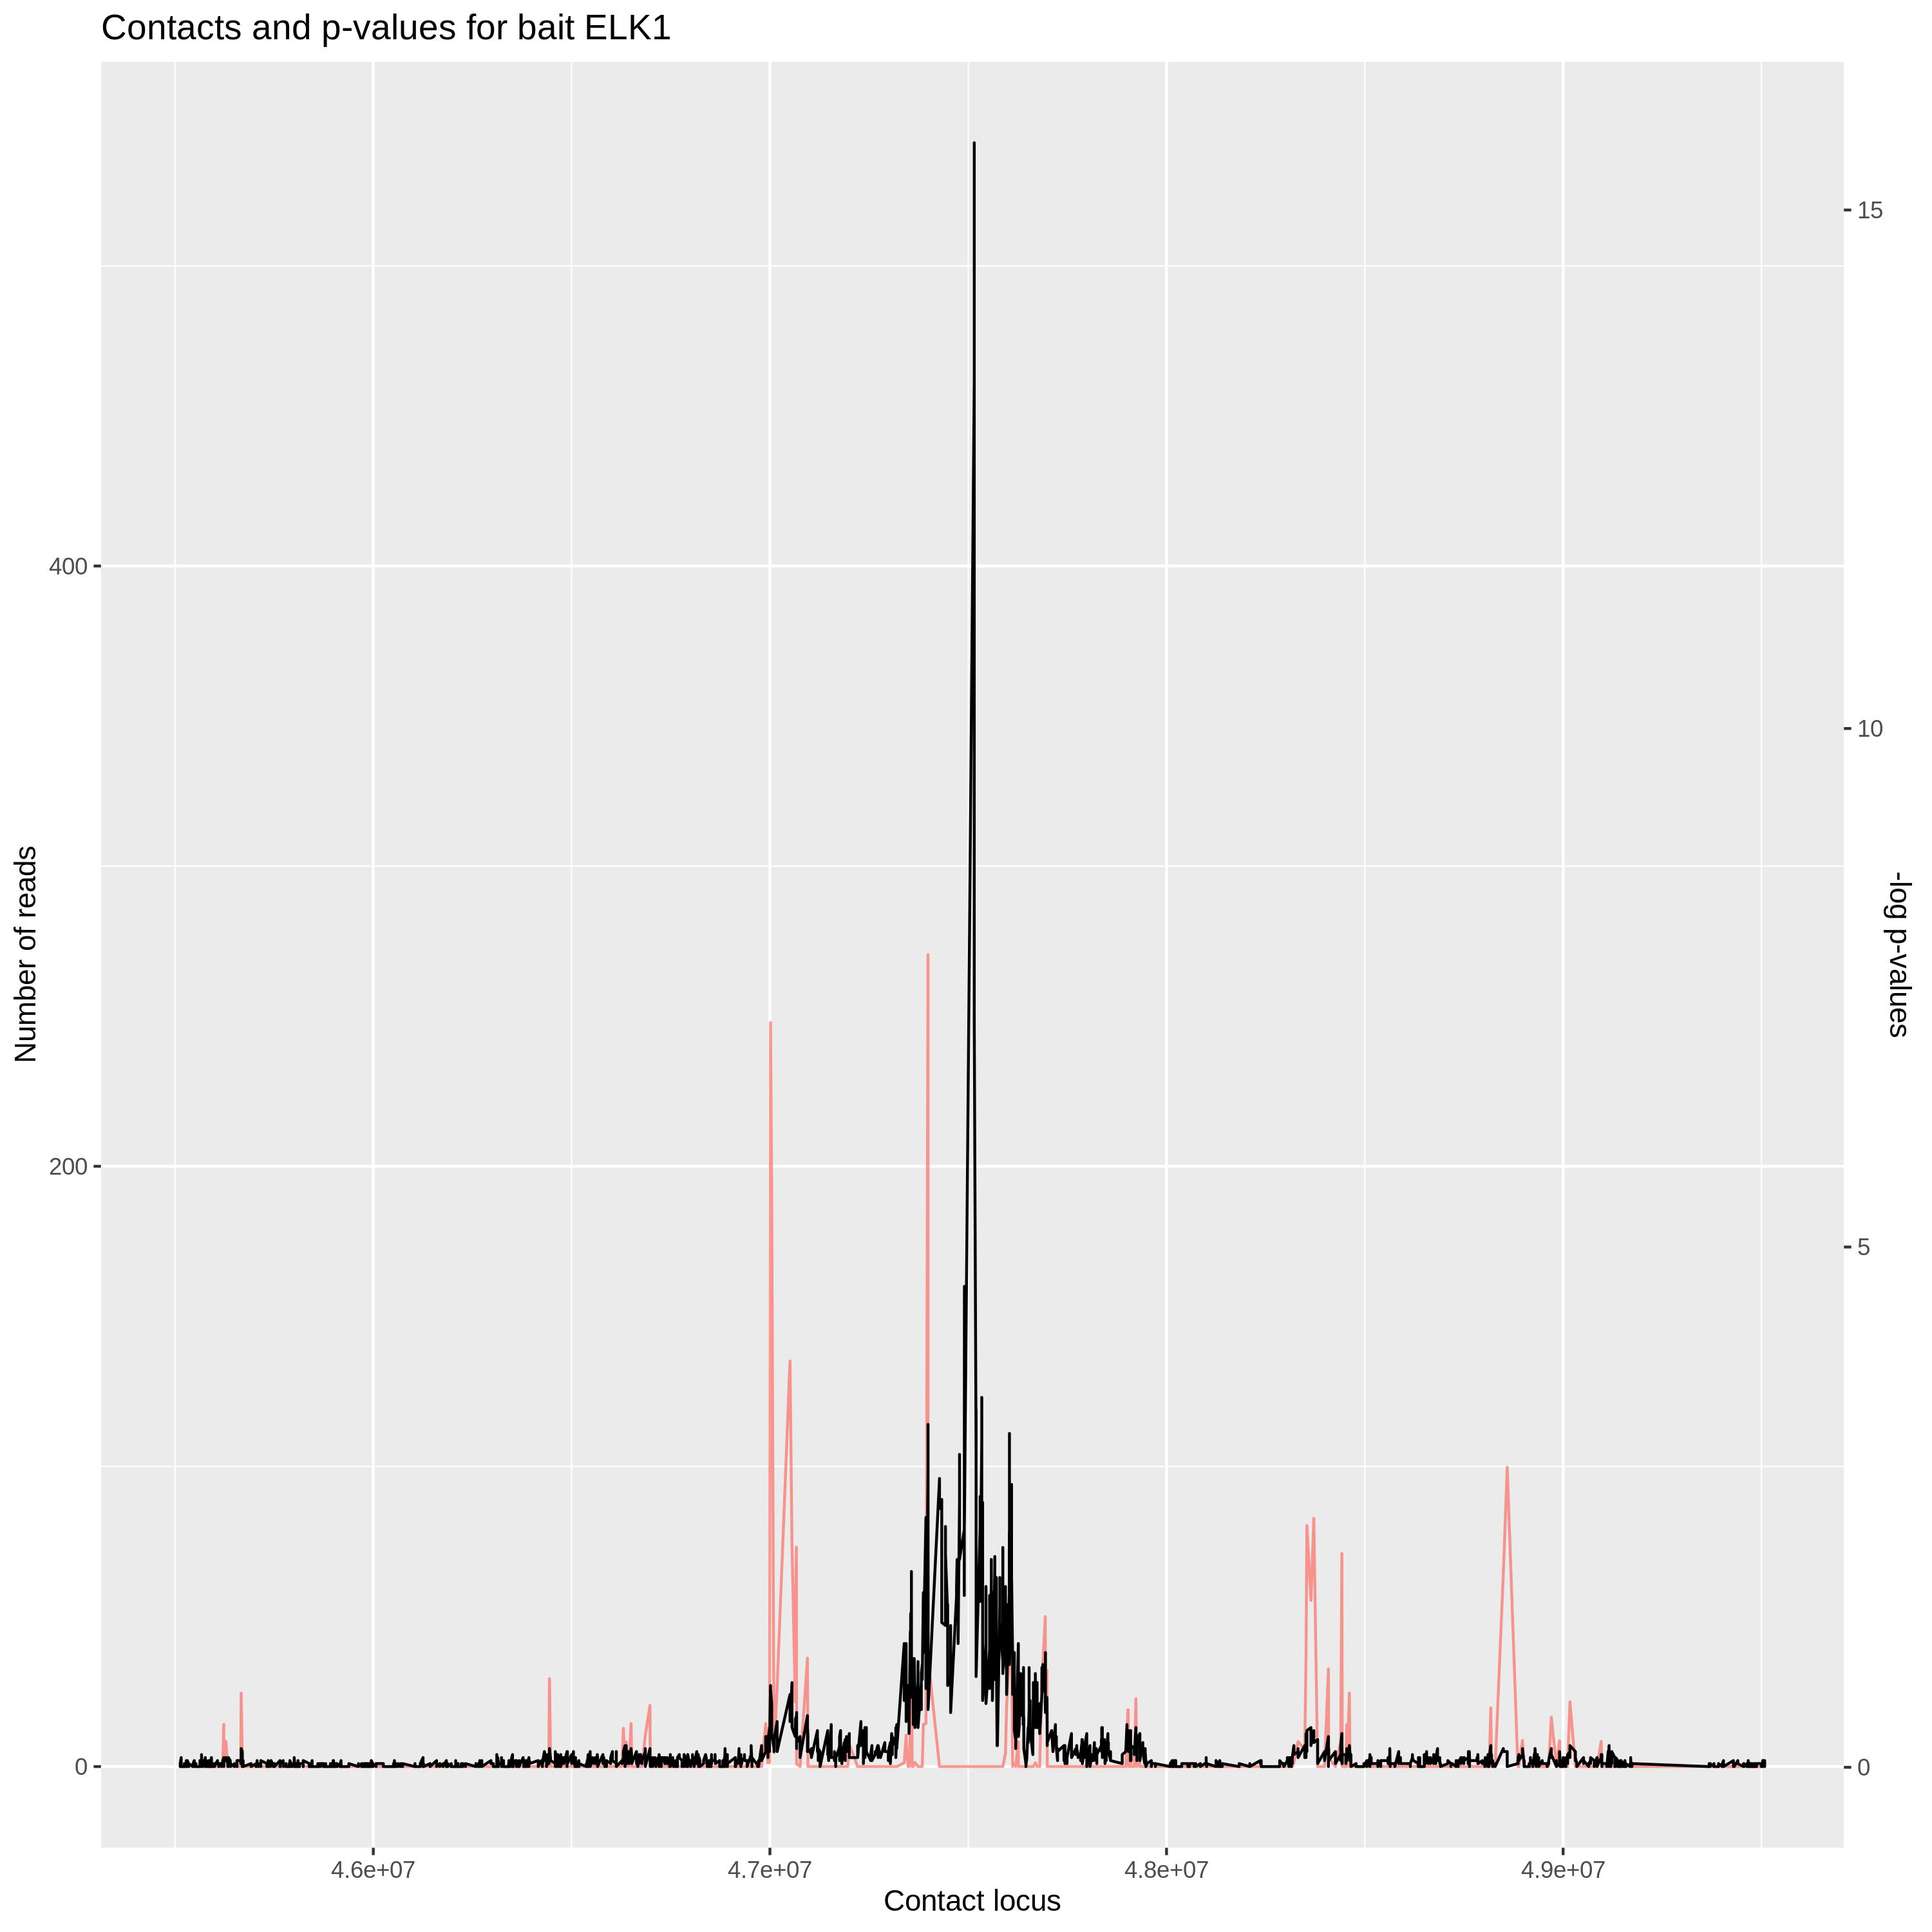 Contacts and p-values for bait ELK1
Number of reads
400
200
0
15
10
5
0
-log p-values
4.6e+07
4.7e+07
4.8e+07
4.9e+07
Contact locus